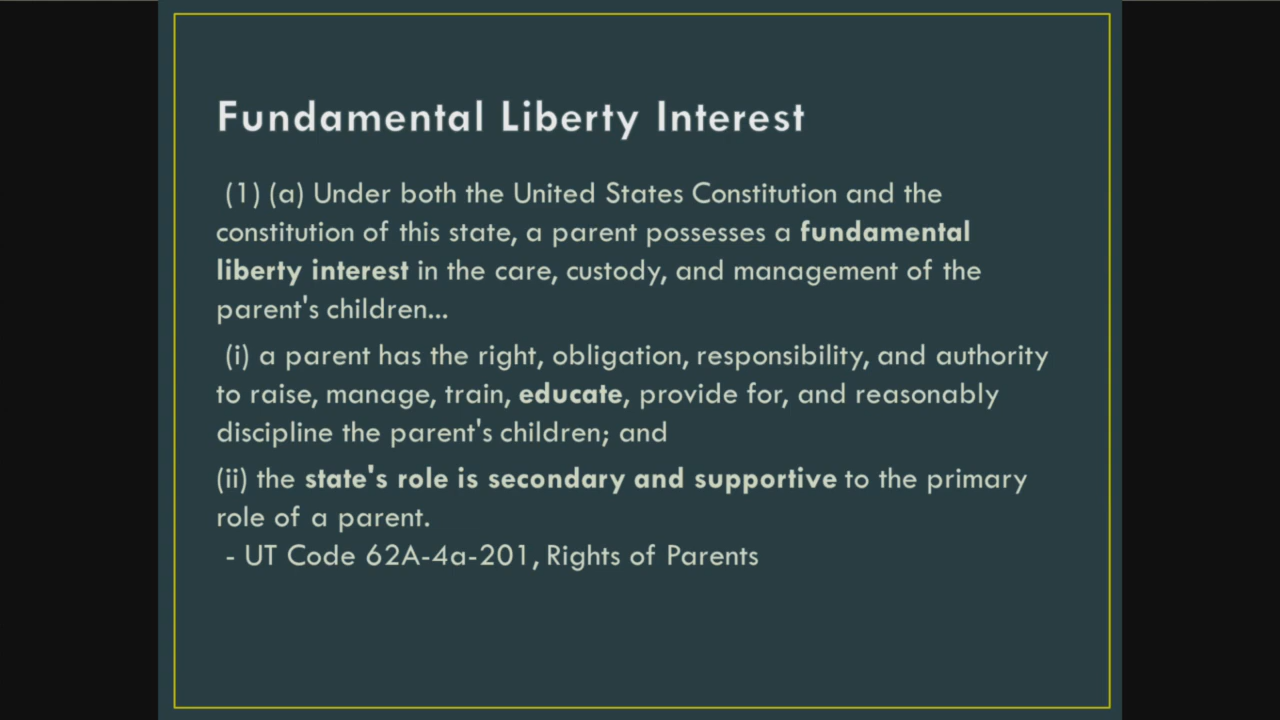 Fundamental Liberty Interest
(1) (a) Under both the United States Constitution and the
constitution of this state, a parent possesses a fundamental
liberty interest in the care, custody, and management of the
parent's children...
(i) a parent has the right, obligation, responsibility, and authority
to raise, manage, train, educate, provide for, and reasonably
discipline the parent's children; and
(ii) the state's role is secondary and supportive to the primary
role of a parent.
- UT Code 62A-4a-201, Rights of Parents